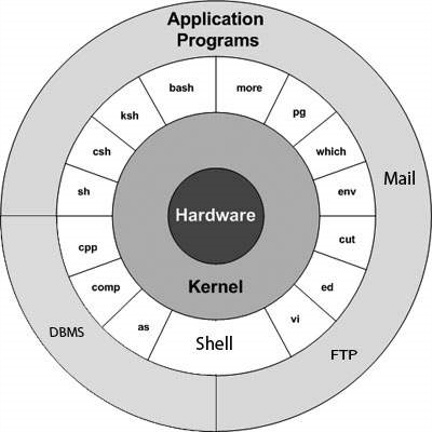 Application
Programs
bash
more
ksh
pg
csh
which
sh
env
Mail
Hardware
cpp
cut
comp
ed
Kernel
as
vi
Shell
DBMS
FTP